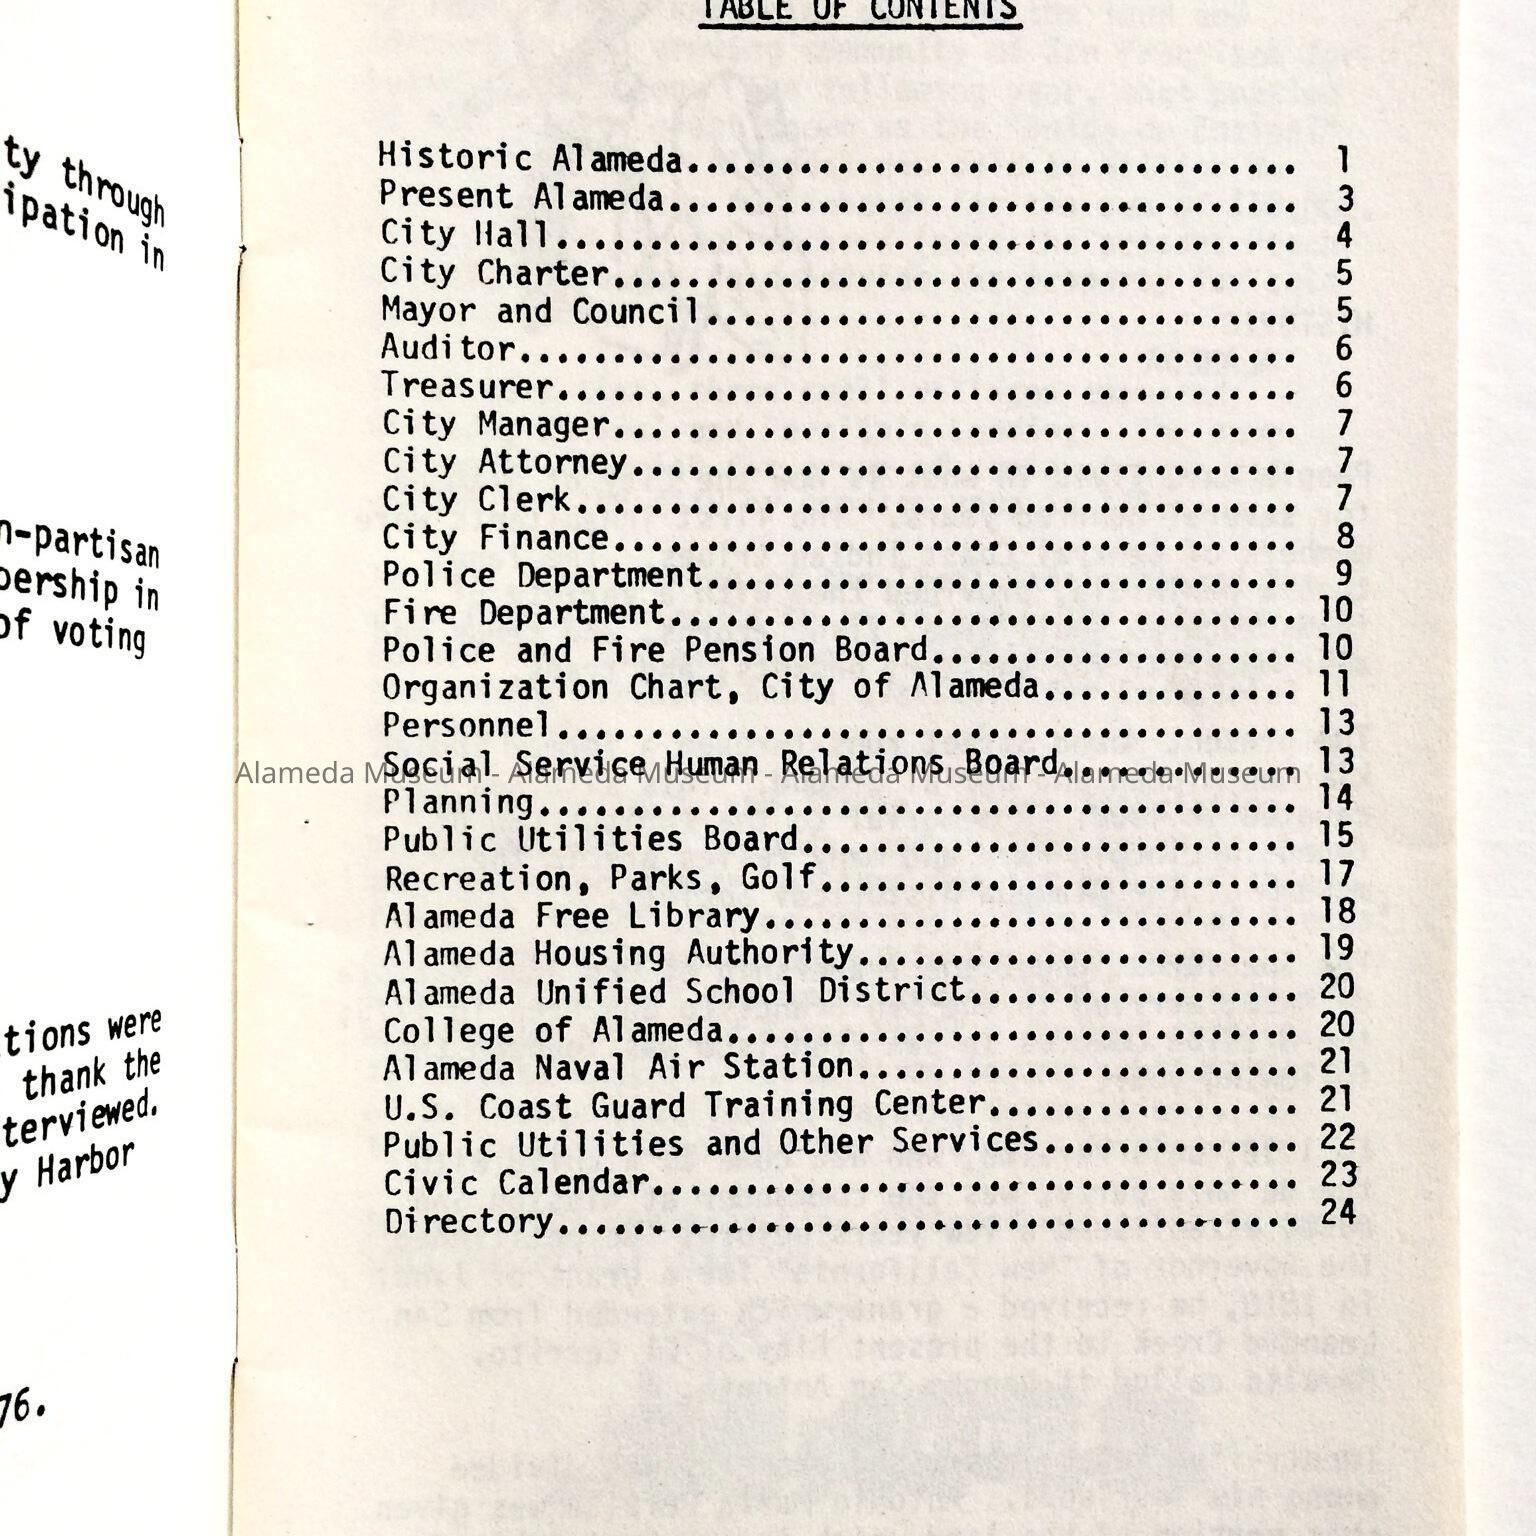 ty through
ipation in
n-partisan
bership in
of voting
tions were
thank the
terviewed.
y Harbor
76.
TABLE OF CONTENTS
Historic Alameda................................. 1
Present Alameda.................................. 3
City Hall........................................ 4
City Charter..................................... 5
Mayor and Council................................ 5
Auditor.......................................... 6
Treasurer........................................ 6
City Manager..................................... 7
City Attorney.................................... 7
City Clerk....................................... 7
City Finance..................................... 8
Police Department................................ 9
Fire Department.................................. 10
Police and Fire Pension Board.................... 10
Organization Chart, City of Alameda.............. 11
Personnel........................................ 13
Social Service Human Relations Board............. 13
Alameda Museum - Alameda Museum - Alameda Museum - Alameda Museum
Planning......................................... 14
Public Utilities Board........................... 15
Recreation, Parks, Golf.......................... 17
Alameda Free Library............................. 18
Alameda Housing Authority........................ 19
Alameda Unified School District.................. 20
College of Alameda............................... 20
Alameda Naval Air Station........................ 21
U.S. Coast Guard Training Center................. 21
Public Utilities and Other Services.............. 22
Civic Calendar................................... 23
Directory........................................ 24